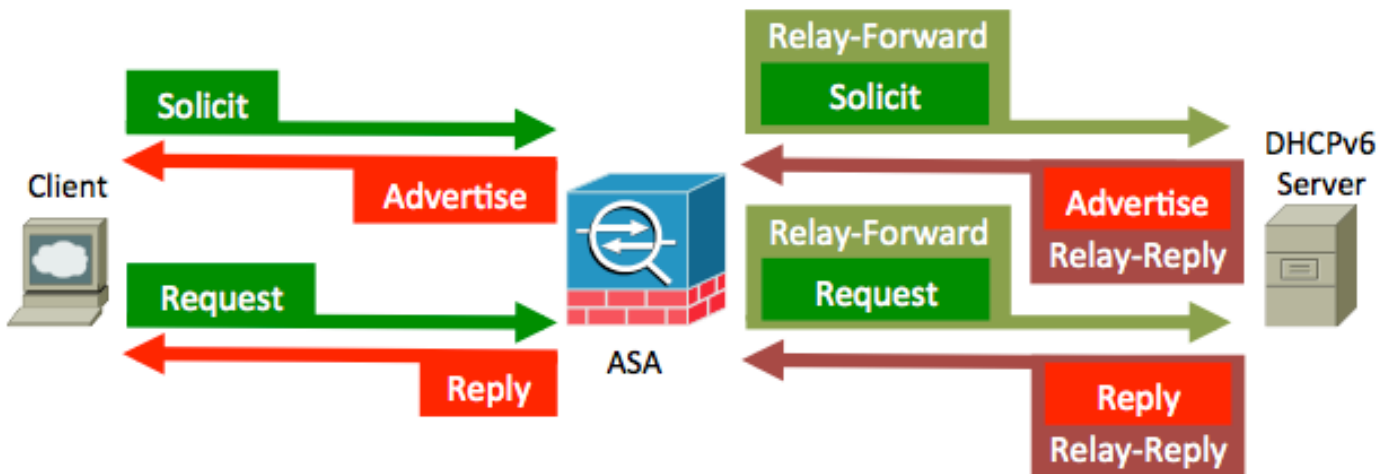 Relay-Forward
Solicit
Solicit
DHCPv6
Server
Client
Advertise
Advertise
Relay-Reply
Relay-Forward
Request
Request
ASA
Reply
Reply
Relay-Reply